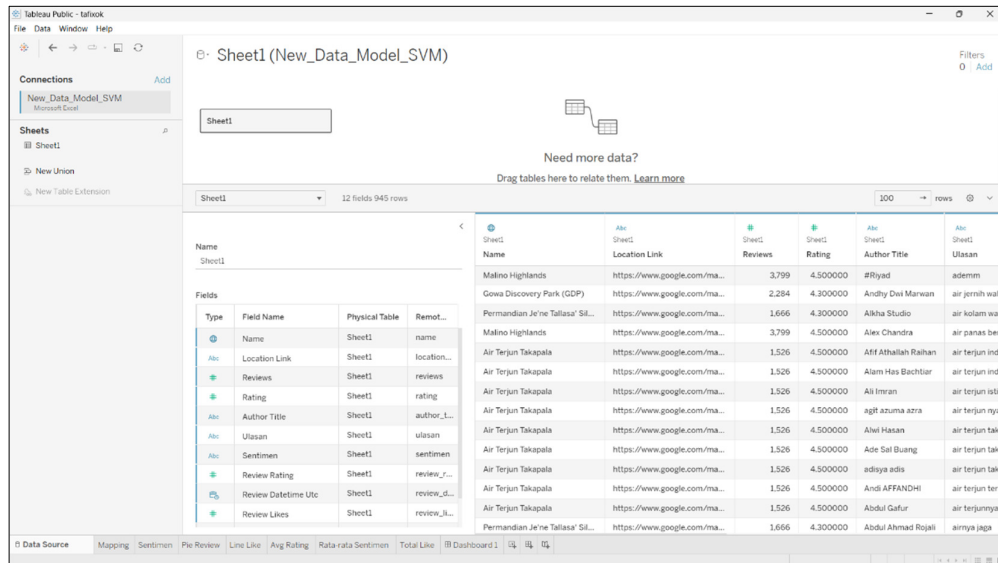 Tableau Public - tafixok
File Data Window Help
Connections Add
New_Data_Model_SVM
Microsoft Excel
Sheets
Sheet1
New Union
New Table Extension
Sheet1 (New_Data_Model_SVM)
Filters
0 Add
Sheet1
Need more data?
Drag tables here to relate them. Learn more
Sheet1 12 fields 945 rows 100 → rows
Name
Sheet1
Fields
Type Field Name Physical Table Remot...
Name Sheet1 name
Abc Location Link Sheet1 location...
# Reviews Sheet1 reviews
# Rating Sheet1 rating
Abc Author Title Sheet1 author_t...
Abc Ulasan Sheet1 ulasan
Abc Sentimen Sheet1 sentimen
# Review Rating Sheet1 review_r...
Review Datetime Utc Sheet1 review_d...
# Review Likes Sheet1 review_li...
Abc # # Abc Abc
Sheet1 Sheet1 Sheet1 Sheet1 Sheet1 Sheet1
Name Location Link Reviews Rating Author Title Ulasan
Malino Highlands https://www.google.com/ma... 3,799 4.500000 #Riyad ademm
Gowa Discovery Park (GDP) https://www.google.com/ma... 2,284 4.300000 Andhy Dwi Marwan air jernih wal
Permandian Je'ne Tallasa' Sil... https://www.google.com/ma... 1,666 4.300000 Alkha Studio air kolam wa
Malino Highlands https://www.google.com/ma... 3,799 4.500000 Alex Chandra air panas ber
Air Terjun Takapala https://www.google.com/ma... 1,526 4.500000 Afif Athallah Raihan air terjun ind
Air Terjun Takapala https://www.google.com/ma... 1,526 4.500000 Alam Has Bachtiar air terjun ind
Air Terjun Takapala https://www.google.com/ma... 1,526 4.500000 Ali Imran air terjun isti
Air Terjun Takapala https://www.google.com/ma... 1,526 4.500000 agit azuma azra air terjun nya
Air Terjun Takapala https://www.google.com/ma... 1,526 4.500000 Alwi Hasan air terjun tak
Air Terjun Takapala https://www.google.com/ma... 1,526 4.500000 Ade Sal Buang air terjun tak
Air Terjun Takapala https://www.google.com/ma... 1,526 4.500000 adisya adis air terjun tak
Air Terjun Takapala https://www.google.com/ma... 1,526 4.500000 Andi AFFANDHI air terjun ter
Air Terjun Takapala https://www.google.com/ma... 1,526 4.500000 Abdul Gafur air terjunnya
Permandian Je'ne Tallasa' Sil... https://www.google.com/ma... 1,666 4.300000 Abdul Ahmad Rojali airnya jaga
Data Source Mapping Sentimen Pie Review Line Like Avg Rating Rata-rata Sentimen Total Like Dashboard 1